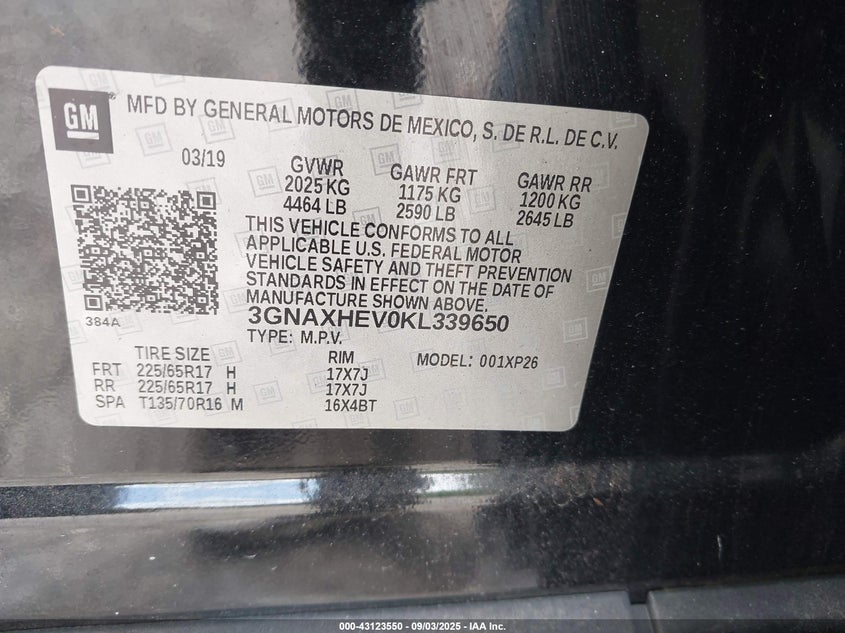 GM
®
MFD BY GENERAL MOTORS DE MEXICO, S. DE R.L. DE C.V.
03/19 GVWR GAWR FRT GAWR RR
2025 KG 1175 KG 1200 KG
4464 LB 2590 LB 2645 LB
THIS VEHICLE CONFORMS TO ALL
APPLICABLE U.S. FEDERAL MOTOR
VEHICLE SAFETY AND THEFT PREVENTION
STANDARDS IN EFFECT ON THE DATE OF
MANUFACTURE SHOWN ABOVE.
384A
3GNAXHEV0KL339650
TYPE: M.P.V.
TIRE SIZE RIM MODEL: 001XP26
FRT 225/65R17 H 17X7J
RR 225/65R17 H 17X7J
SPA T135/70R16 M 16X4BT
000-43123550 - 09/03/2025 - IAA Inc.